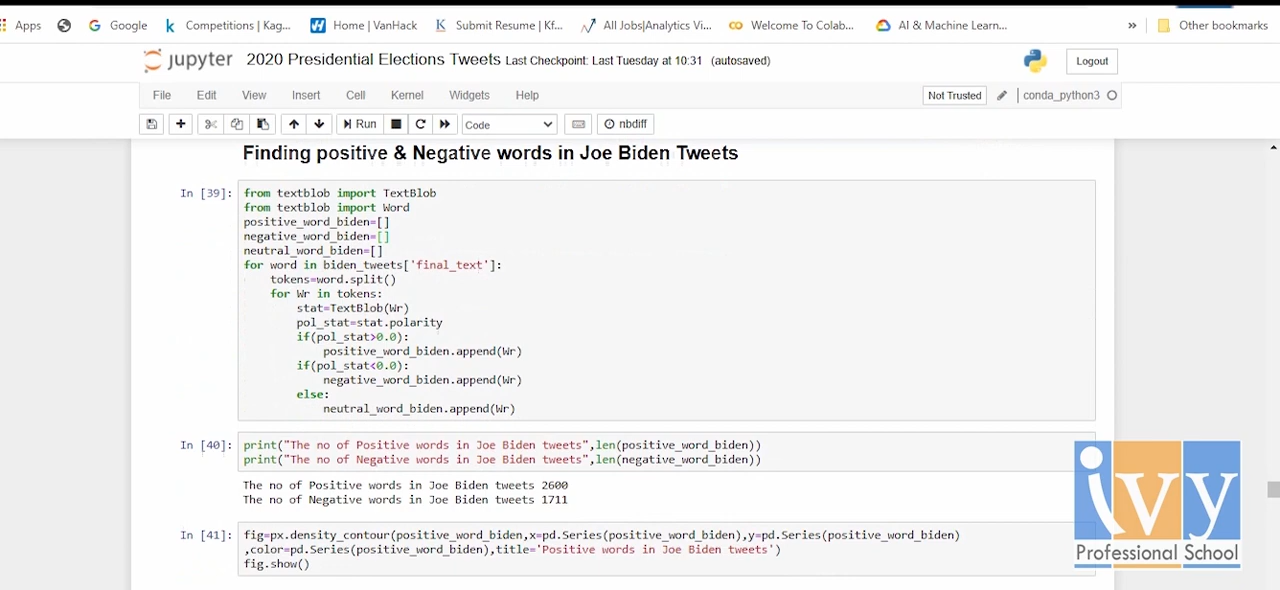 Apps Google Competitions | Kag... Home | VanHack Submit Resume | Kf... All Jobs|Analytics Vi... Welcome To Colab... AI & Machine Learn... » Other bookmarks
jupyter 2020 Presidential Elections Tweets Last Checkpoint: Last Tuesday at 10:31 (autosaved) Logout
File Edit View Insert Cell Kernel Widgets Help Not Trusted conda_python3
Run Code nbdiff
Finding positive & Negative words in Joe Biden Tweets
In [39]: from textblob import TextBlob
from textblob import Word
positive_word_biden=[]
negative_word_biden=[]
neutral_word_biden=[]
for word in biden_tweets['final_text']:
tokens=word.split()
for Wr in tokens:
stat=TextBlob(Wr)
pol_stat=stat.polarity
if(pol_stat>0.0):
positive_word_biden.append(Wr)
if(pol_stat<0.0):
negative_word_biden.append(Wr)
else:
neutral_word_biden.append(Wr)
In [40]: print("The no of Positive words in Joe Biden tweets",len(positive_word_biden))
print("The no of Negative words in Joe Biden tweets",len(negative_word_biden))
The no of Positive words in Joe Biden tweets 2600
The no of Negative words in Joe Biden tweets 1711
In [41]: fig=px.density_contour(positive_word_biden,x=pd.Series(positive_word_biden),y=pd.Series(positive_word_biden)
,color=pd.Series(positive_word_biden),title='Positive words in Joe Biden tweets')
fig.show()
ivy
Professional School